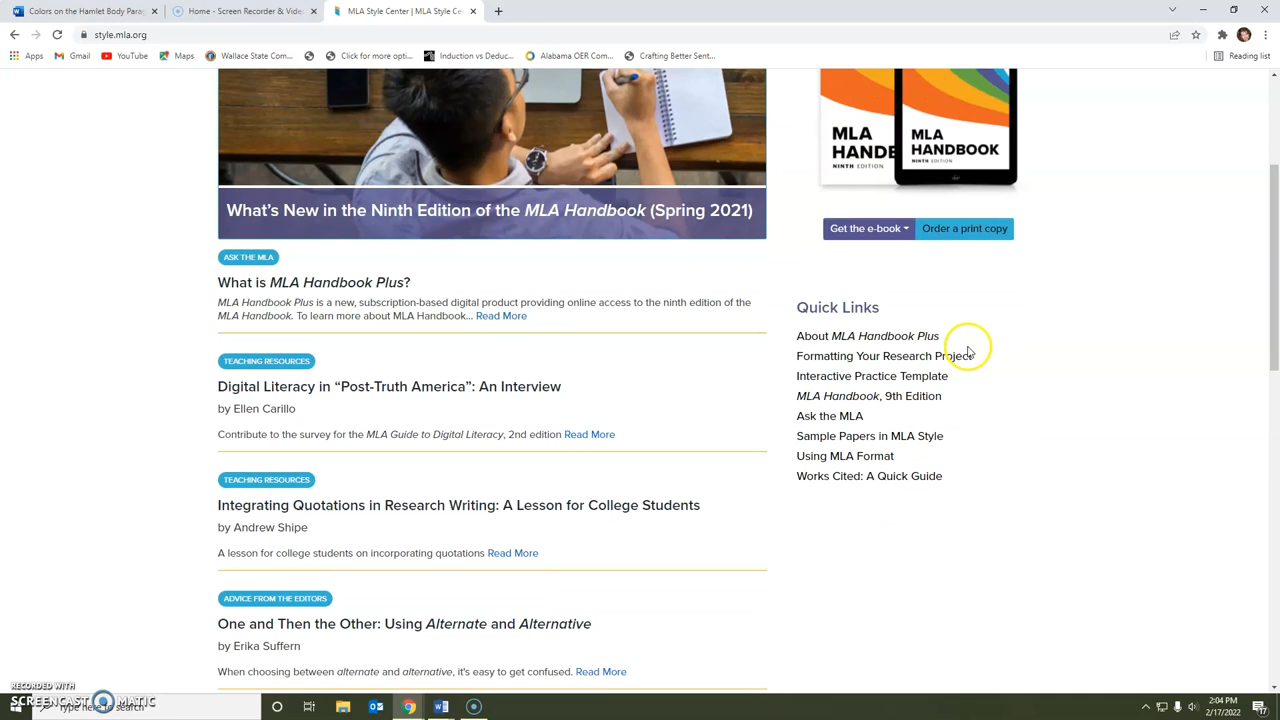 Colors on the Hamlet Body Parag
Home - Screen Recorder & Vide
MLA Style Center | MLA Style Ce
style.mla.org
Apps
Gmail
YouTube
Maps
Wallace State Com...
Click for more opti...
Induction vs Deduc...
Alabama OER Com...
Crafting Better Sent...
Reading list
MLA
HANDBOOK
NINTH EDITION
What's New in the Ninth Edition of the MLA Handbook (Spring 2021)
ASK THE MLA
What is MLA Handbook Plus?
MLA Handbook Plus is a new, subscription-based digital product providing online access to the ninth edition of the
MLA Handbook. To learn more about MLA Handbook... Read More
TEACHING RESOURCES
Digital Literacy in “Post-Truth America”: An Interview
by Ellen Carillo
Contribute to the survey for the MLA Guide to Digital Literacy, 2nd edition Read More
TEACHING RESOURCES
Integrating Quotations in Research Writing: A Lesson for College Students
by Andrew Shipe
A lesson for college students on incorporating quotations Read More
ADVICE FROM THE EDITORS
One and Then the Other: Using Alternate and Alternative
by Erika Suffern
When choosing between alternate and alternative, it's easy to get confused. Read More
MLA
HANDB
NINTH EDITION
Get the e-book
Order a print copy
Quick Links
About MLA Handbook Plus
Formatting Your Research Project
Interactive Practice Template
MLA Handbook, 9th Edition
Ask the MLA
Sample Papers in MLA Style
Using MLA Format
Works Cited: A Quick Guide
RECORDED WITH
SCREENCAST MATIC
Type here to search
2:04 PM
2/17/2022
17